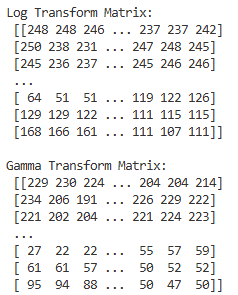 Log Transform Matrix:
[[248 248 246 ... 237 237 242]
[250 238 231 ... 247 248 245]
[245 236 237 ... 245 246 246]
...
[ 64 51 51 ... 119 122 126]
[129 129 122 ... 111 115 115]
[168 166 161 ... 111 107 111]]
Gamma Transform Matrix:
[[229 230 224 ... 204 204 214]
[234 206 191 ... 226 229 222]
[221 202 204 ... 221 224 223]
...
[ 27 22 22 ... 55 57 59]
[ 61 61 57 ... 50 52 52]
[ 95 94 88 ... 50 47 50]]